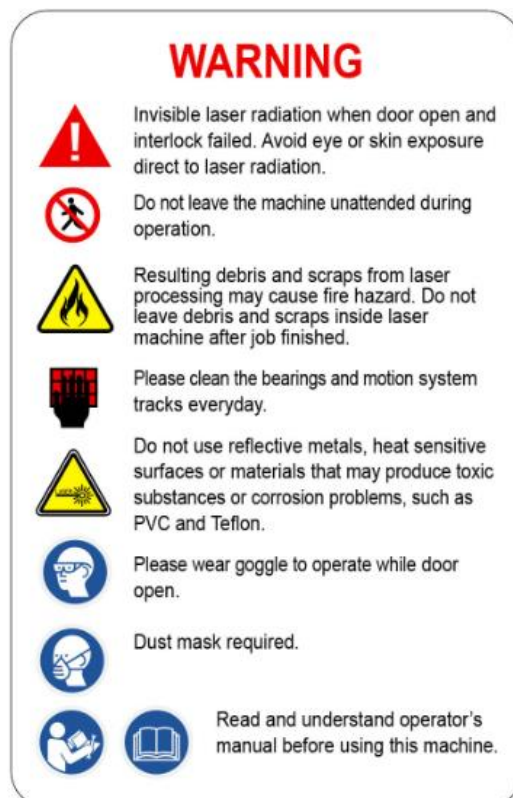 WARNING
Invisible laser radiation when door open and
interlock failed. Avoid eye or skin exposure
direct to laser radiation.
Do not leave the machine unattended during
operation.
Resulting debris and scraps from laser
processing may cause fire hazard. Do not
leave debris and scraps inside laser
machine after job finished.
Please clean the bearings and motion system
tracks everyday.
Do not use reflective metals, heat sensitive
surfaces or materials that may produce toxic
substances or corrosion problems, such as
PVC and Teflon.
Please wear goggle to operate while door
open.
Dust mask required.
Read and understand operator’s
manual before using this machine.